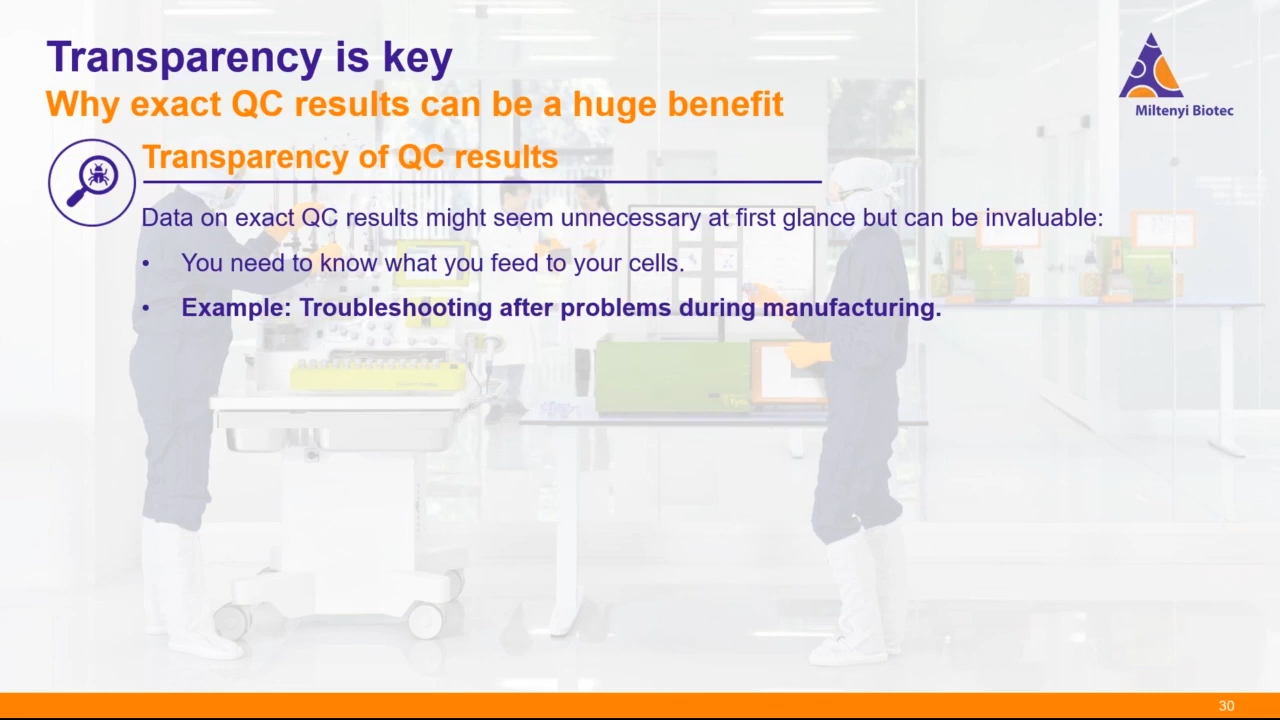 Transparency is key
Why exact QC results can be a huge benefit
Miltenyi Biotec
Transparency of QC results
Data on exact QC results might seem unnecessary at first glance but can be invaluable:
• You need to know what you feed to your cells.
• Example: Troubleshooting after problems during manufacturing.
30